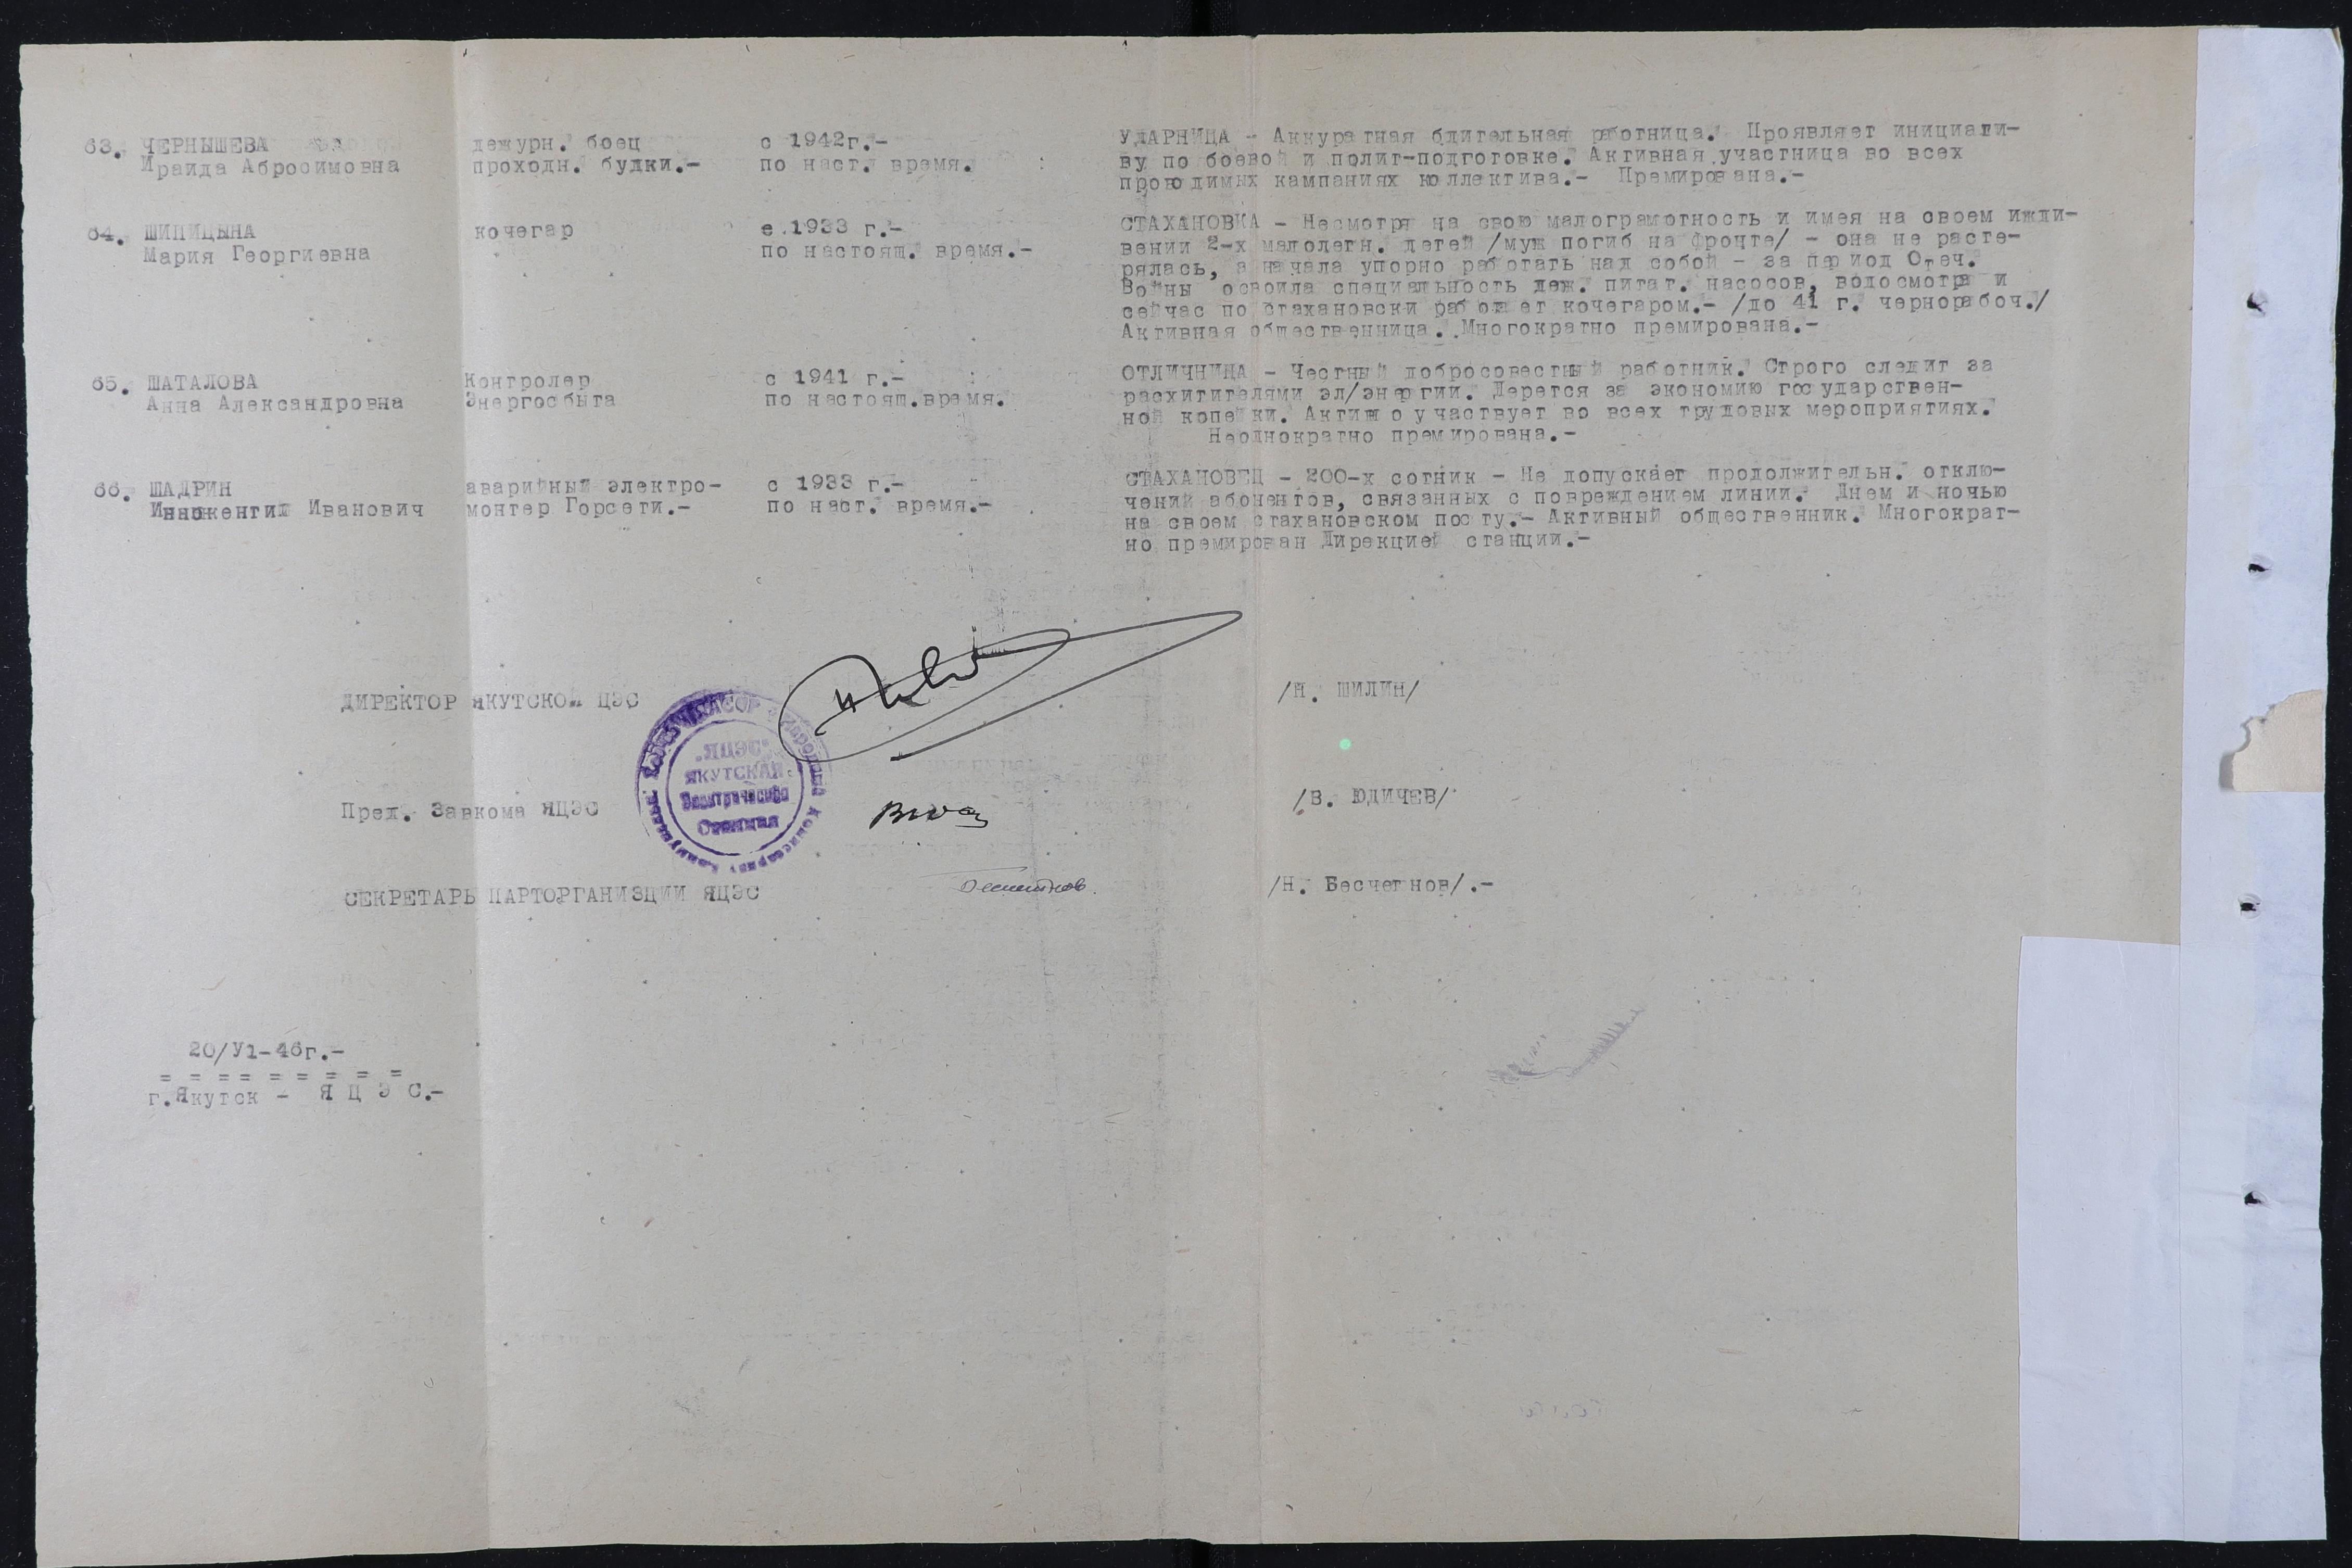 63. ЧЕРНЫШЕВА
Ираида Абросимовна
дежурн. боец
проходн. будки.-
с 1942г.-
по наст. время.
УДАРНИЦА - Аккуратная бдительная работница. Проявляет инициати-
ву по боевой и полит-подготовке. Активная участница во всех
проводимых кампаниях коллектива.- Премирована.-
64. ШИПИЦЫНА
Мария Георгиевна
кочегар
с 1933 г.-
по настоящ. время.-
СТАХАНОВКА - Несмотря на свою малограмотность и имея на своем ижди-
вении 2-х малолетн. детей /муж погиб на фронте/ - она не расте-
рялась, а начала упорно работать над собой - за период Отеч.
Войны освоила специальность деж. питат. насосов, водосмотра и
сейчас по стахановски работает кочегаром.- /до 41 г. чернорабоч./
Активная общественница. Многократно премирована.-
65. ШАТАЛОВА
Анна Александровна
Контролер
Энергосбыта
с 1941 г.-
по настоящ.время.
ОТЛИЧНИЦА - Честный добросовестный работник. Строго следит за
расхитителями эл/энергии. Дерется за экономию государствен-
ной копейки. Активно участвует во всех трудовых мероприятиях.
Неоднократно премирована.-
66. ШАДРИН
Иннокентий Иванович
аварийный электро-
монтер Горсети.-
с 1933 г.-
по наст. время.-
СТАХАНОВЕЦ - 200-х сотник - Не допускает продолжительн. отклю-
чений абонентов, связанных с повреждением линии. Днем и ночью
на своем стахановском посту.- Активный общественник. Многократ-
но премирован Дирекцией станции.-
ДИРЕКТОР ЯКУТСКОЙ ЦЭС
/Н. ШИЛИН/
"ЯЦЭС"
ЯКУТСКАЯ
Электрическая
Станция
Пред. Завкома ЯЦЭС
/В. ЮДИЧЕВ/
СЕКРЕТАРЬ ПАРТОРГАНИЗЦИИ ЯЦЭС
/Н. Бесчетнов/.-
20/У1-46г.-
= = = = = = = = =
г.Якутск - Я Ц Э С.-